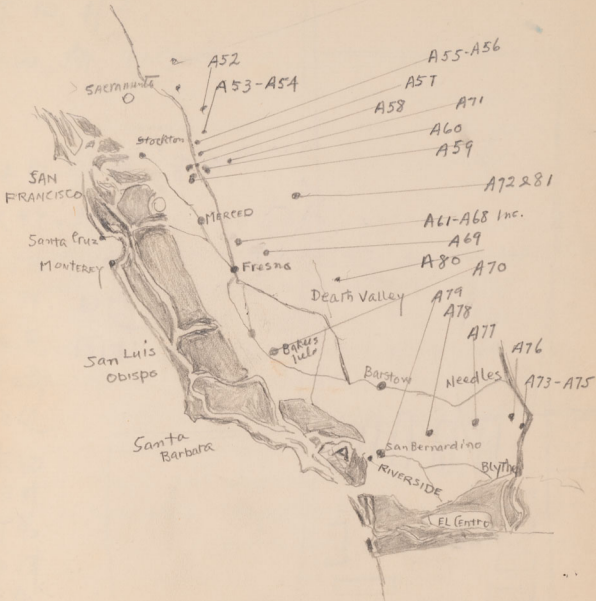 A52
A55-A56
A53-A54
A57
SACRAMENTO
A58
A71
A60
Stockton
A59
SAN
FRANCISCO
A72 & 81
MERCED
A61-A68 Inc.
Santa Cruz
A69
Monterey
Fresno
A80
A70
Death Valley
A79
A78
A77
A76
San Luis
Obispo
Barstow
Needles
A73-A75
Santa
Barbara
San Bernardino
RIVERSIDE
Blythe
EL Centro